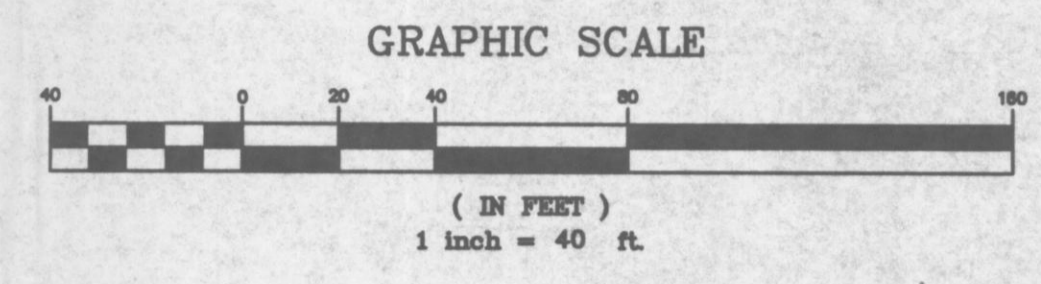 GRAPHIC SCALE
40 0 20 40 80 160
( IN FEET )
1 inch = 40 ft.